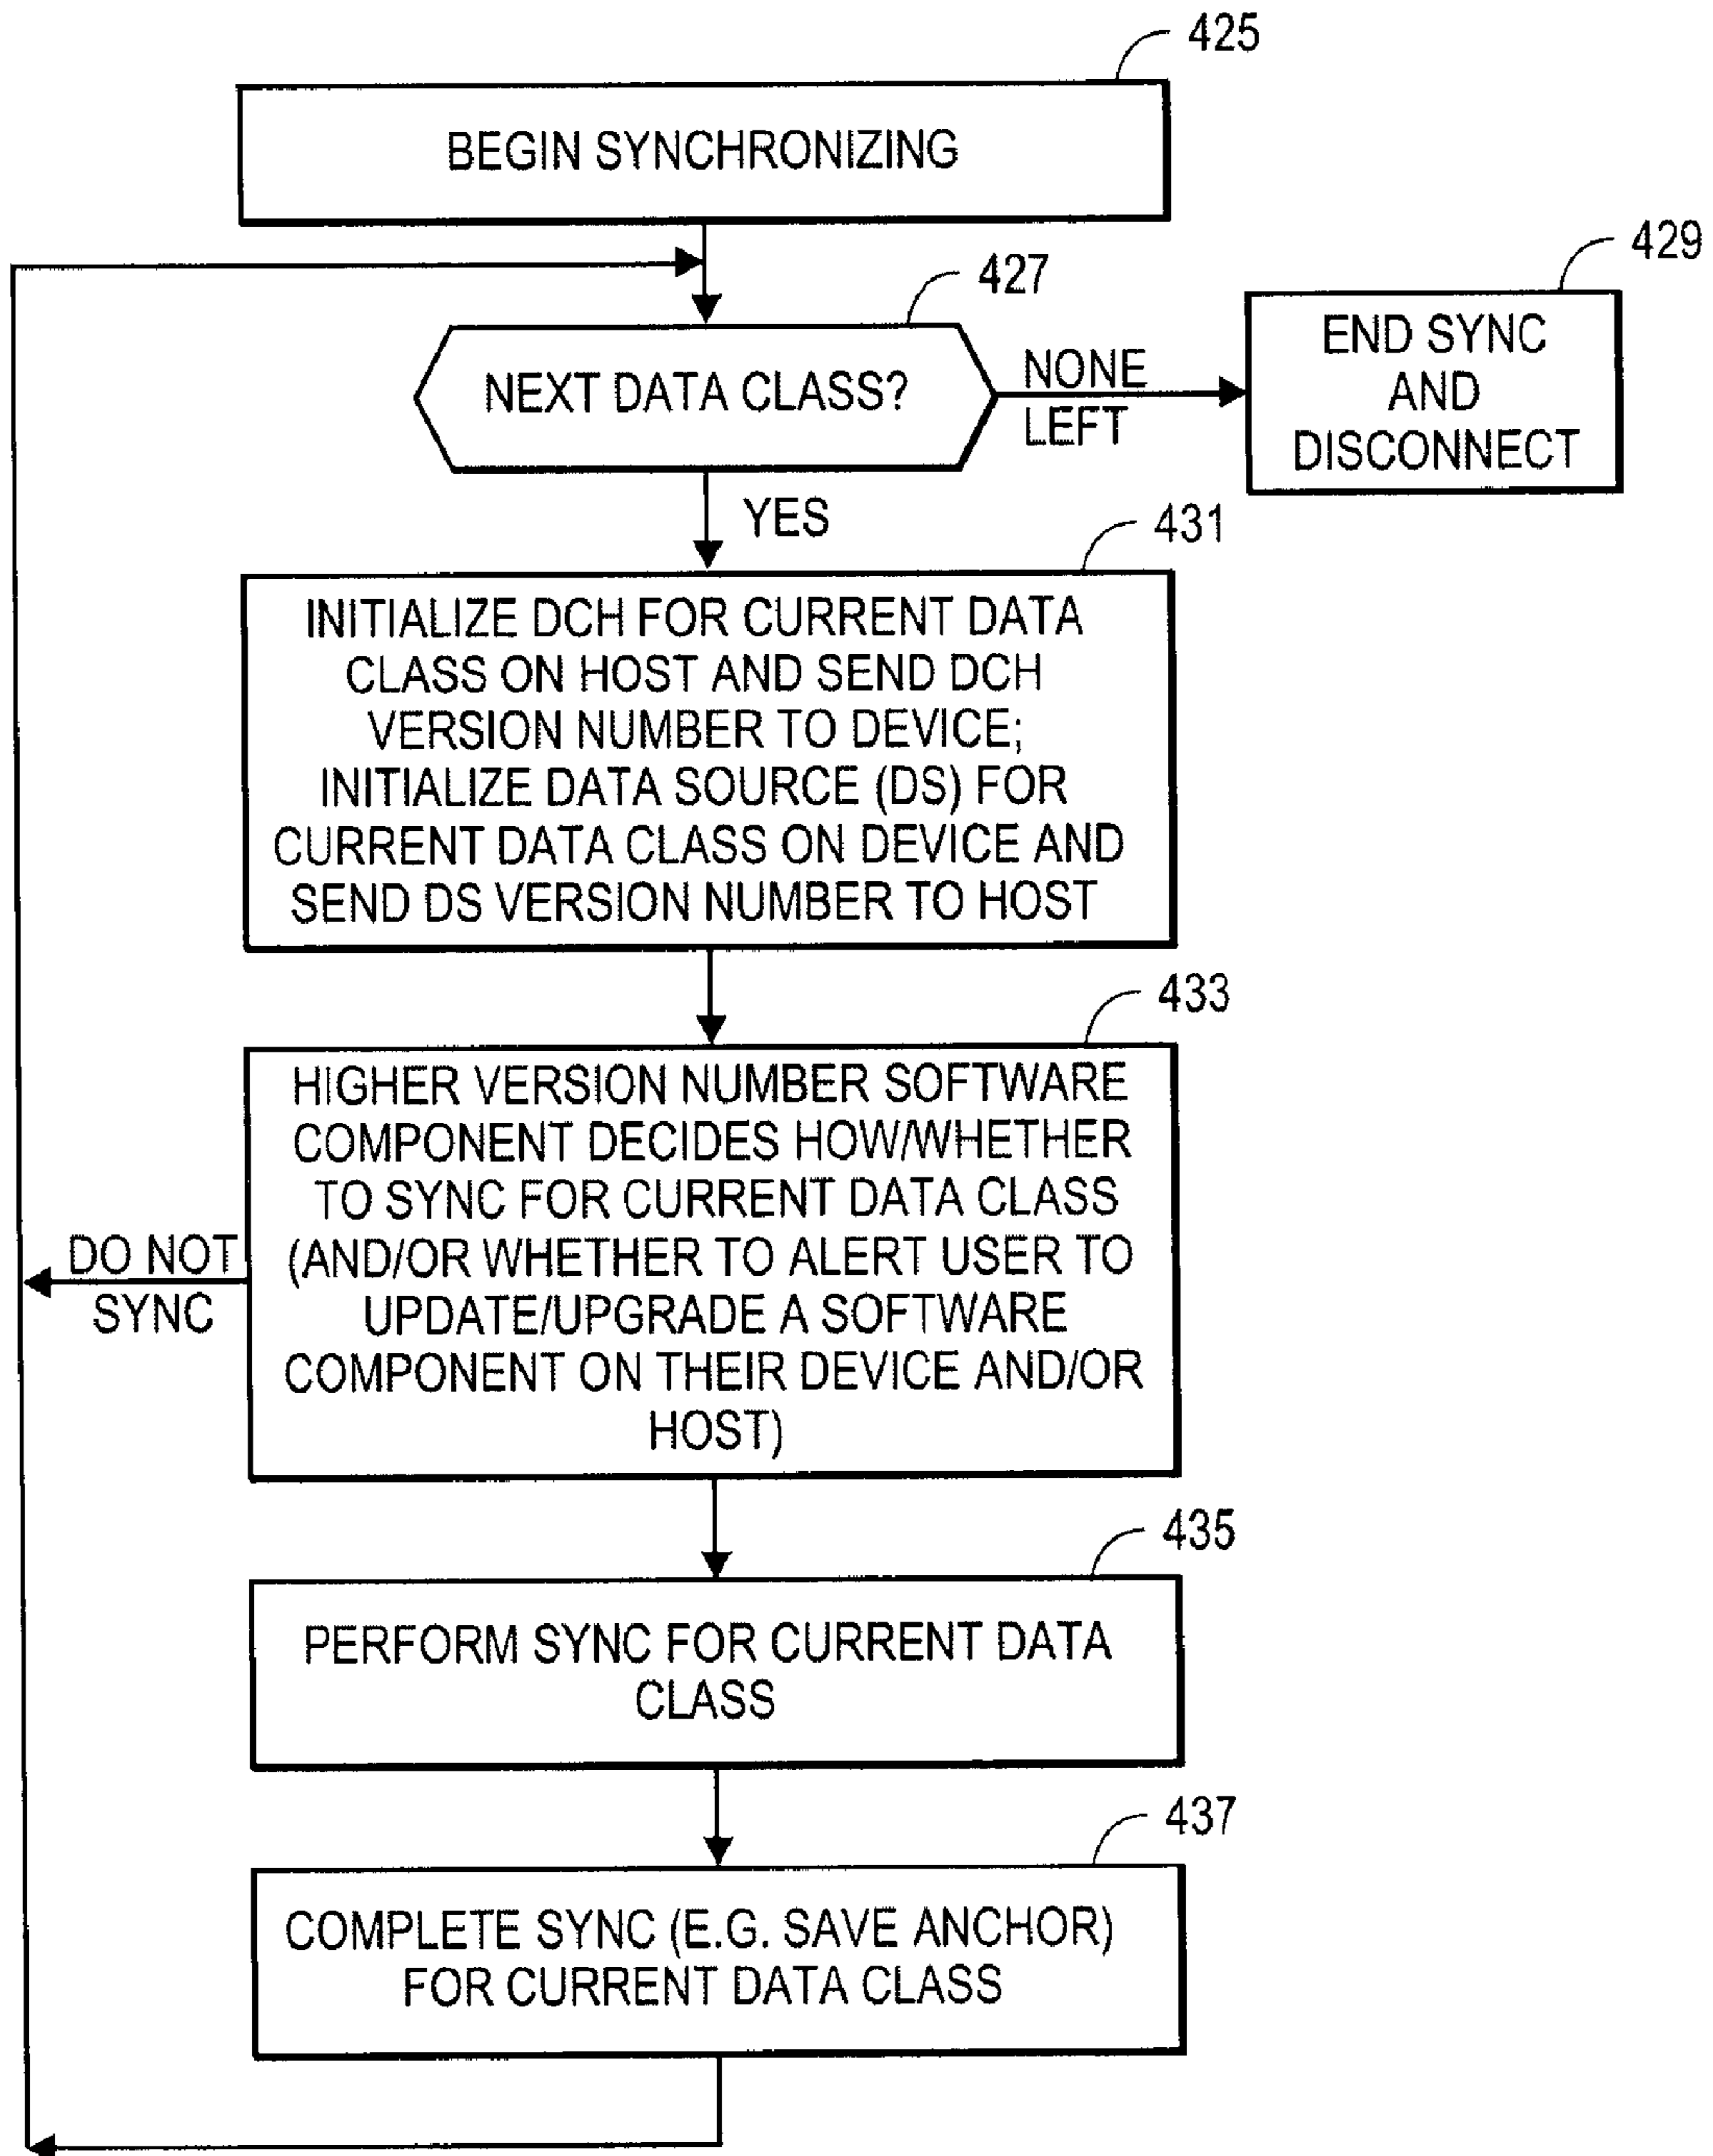 425
BEGIN SYNCHRONIZING
427
429
NEXT DATA CLASS?
NONE
LEFT
END SYNC
AND
DISCONNECT
YES
431
INITIALIZE DCH FOR CURRENT DATA
CLASS ON HOST AND SEND DCH
VERSION NUMBER TO DEVICE;
INITIALIZE DATA SOURCE (DS) FOR
CURRENT DATA CLASS ON DEVICE AND
SEND DS VERSION NUMBER TO HOST
433
HIGHER VERSION NUMBER SOFTWARE
COMPONENT DECIDES HOW/WHETHER
TO SYNC FOR CURRENT DATA CLASS
(AND/OR WHETHER TO ALERT USER TO
UPDATE/UPGRADE A SOFTWARE
COMPONENT ON THEIR DEVICE AND/OR
HOST)
DO NOT
SYNC
435
PERFORM SYNC FOR CURRENT DATA
CLASS
437
COMPLETE SYNC (E.G. SAVE ANCHOR)
FOR CURRENT DATA CLASS